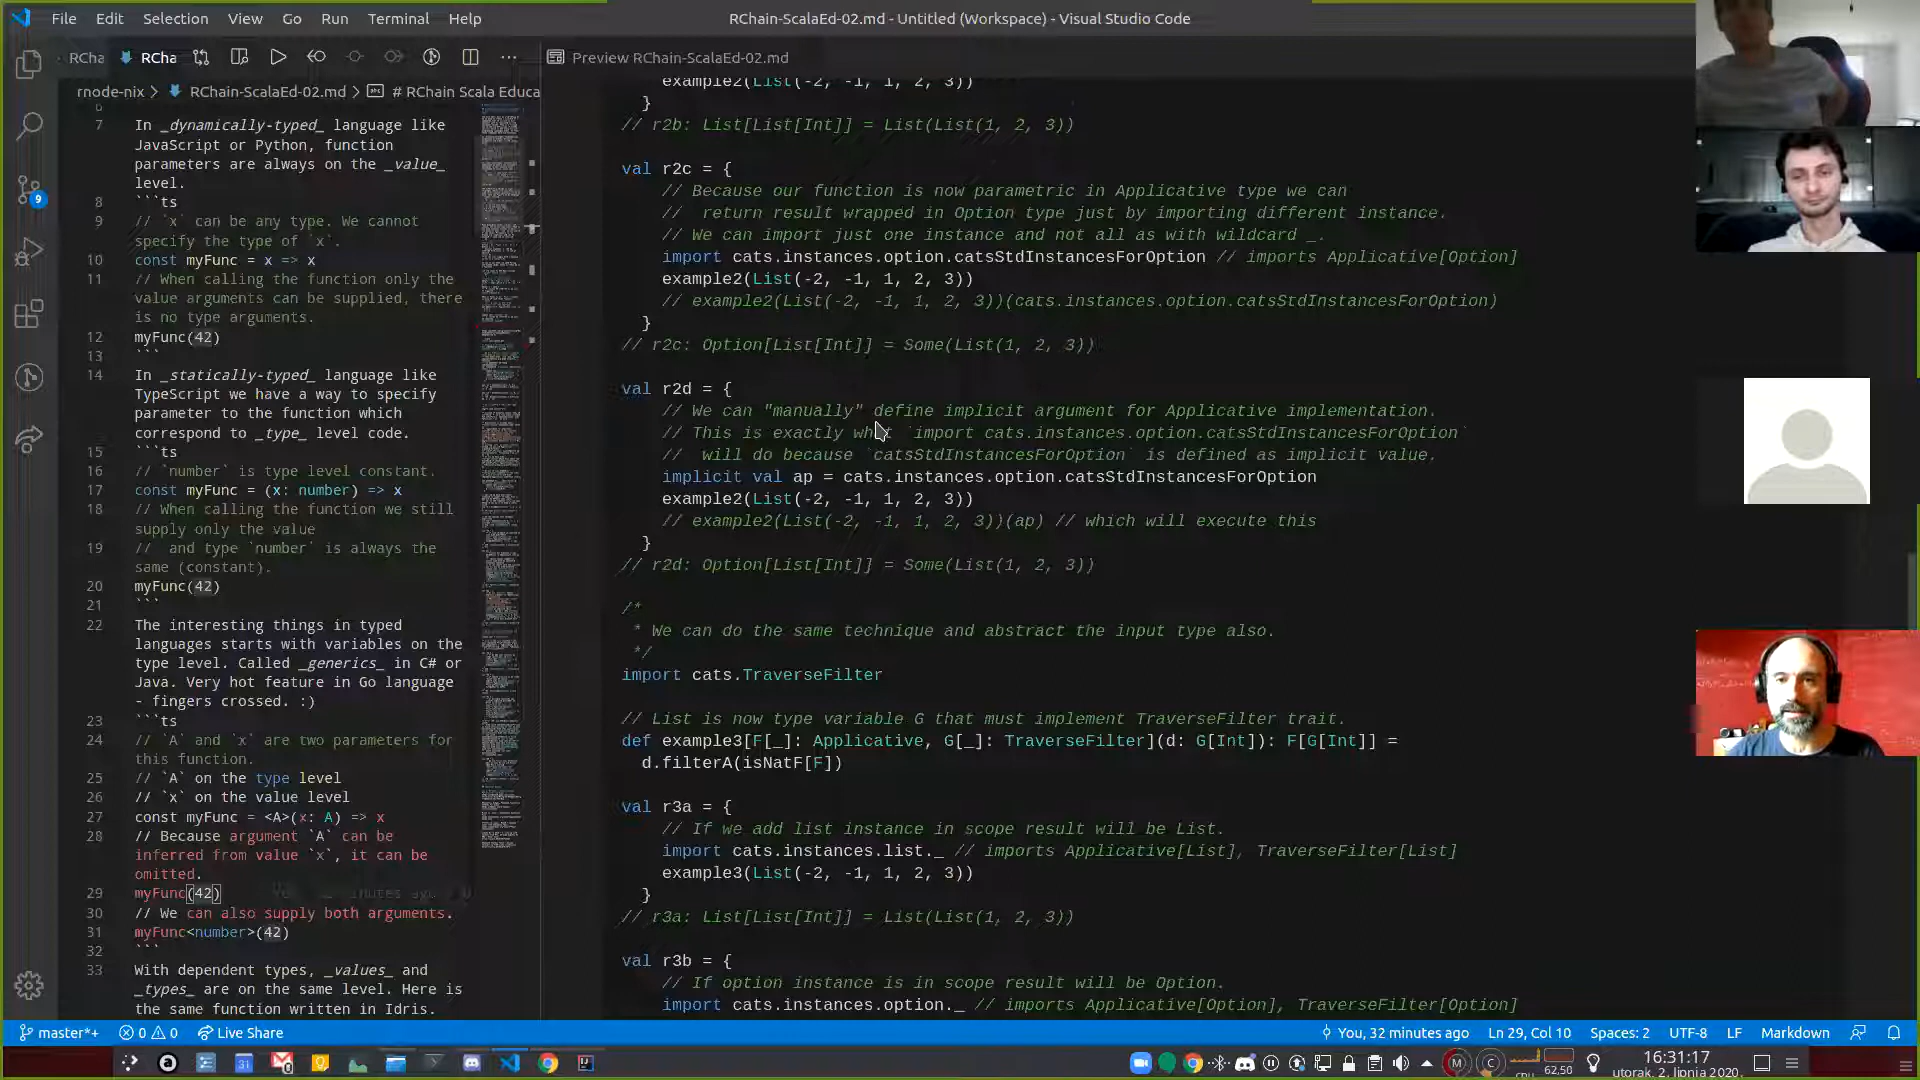 File Edit Selection View Go Run Terminal Help
RChain-ScalaEd-02.md - Untitled (Workspace) - Visual Studio Code
RCha RCha ...
Preview RChain-ScalaEd-02.md
rnode-nix > RChain-ScalaEd-02.md > # RChain Scala Educa
6
7 In _dynamically-typed_ language like
JavaScript or Python, function
parameters are always on the _value_
level.
8 ```ts
9 // `x` can be any type. We cannot
specify the type of `x`.
10 const myFunc = x => x
11 // When calling the function only the
value arguments can be supplied, there
is no type arguments.
12 myFunc(42)
13 ```
14 In _statically-typed_ language like
TypeScript we have a way to specify
parameter to the function which
correspond to _type_ level code.
15 ```ts
16 // `number` is type level constant.
17 const myFunc = (x: number) => x
18 // When calling the function we still
supply only the value
19 //  and type `number` is always the
same (constant).
20 myFunc(42)
21 ```
22 The interesting things in typed
languages starts with variables on the
type level. Called _generics_ in C# or
Java. Very hot feature in Go language
- fingers crossed. :)
23 ```ts
24 // `A` and `x` are two parameters for
this function.
25 // `A` on the type level
26 // `x` on the value level
27 const myFunc = <A>(x: A) => x
28 // Because argument `A` can be
inferred from value `x`, it can be
omitted.
29 myFunc(42)
30 // We can also supply both arguments.
31 myFunc<number>(42)
32 ```
33 With dependent types, _values_ and
_types_ are on the same level. Here is
the same function written in Idris.
example2(List(-2, -1, 1, 2, 3))
}
// r2b: List[List[Int]] = List(List(1, 2, 3))
val r2c = {
// Because our function is now parametric in Applicative type we can
//  return result wrapped in Option type just by importing different instance.
// We can import just one instance and not all as with wildcard _.
import cats.instances.option.catsStdInstancesForOption // imports Applicative[Option]
example2(List(-2, -1, 1, 2, 3))
// example2(List(-2, -1, 1, 2, 3))(cats.instances.option.catsStdInstancesForOption)
}
// r2c: Option[List[Int]] = Some(List(1, 2, 3))
val r2d = {
// We can "manually" define implicit argument for Applicative implementation.
// This is exactly what `import cats.instances.option.catsStdInstancesForOption`
//  will do because `catsStdInstancesForOption` is defined as implicit value.
implicit val ap = cats.instances.option.catsStdInstancesForOption
example2(List(-2, -1, 1, 2, 3))
// example2(List(-2, -1, 1, 2, 3))(ap) // which will execute this
}
// r2d: Option[List[Int]] = Some(List(1, 2, 3))
/*
* We can do the same technique and abstract the input type also.
*/
import cats.TraverseFilter
// List is now type variable G that must implement TraverseFilter trait.
def example3[F[_]: Applicative, G[_]: TraverseFilter](d: G[Int]): F[G[Int]] =
d.filterA(isNatF[F])
val r3a = {
// If we add list instance in scope result will be List.
import cats.instances.list._ // imports Applicative[List], TraverseFilter[List]
example3(List(-2, -1, 1, 2, 3))
}
// r3a: List[List[Int]] = List(List(1, 2, 3))
val r3b = {
// If option instance is in scope result will be Option.
import cats.instances.option._ // imports Applicative[Option], TraverseFilter[Option]
9
master*+ 0 0 Live Share
You, 32 minutes ago Ln 29, Col 10 Spaces: 2 UTF-8 LF Markdown
31
62,50
16:31:17
utorak, 2. lipnja 2020.